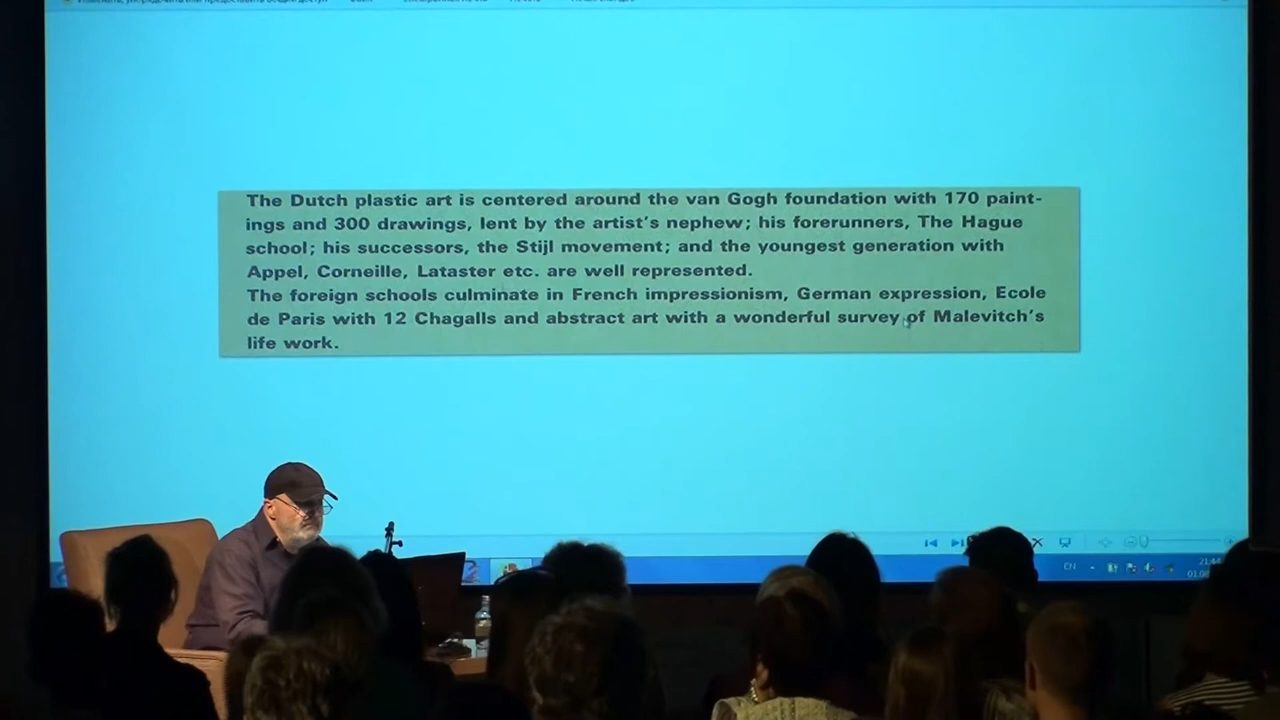 The Dutch plastic art is centered around the van Gogh foundation with 170 paint-
ings and 300 drawings, lent by the artist's nephew; his forerunners, The Hague
school; his successors, the Stijl movement; and the youngest generation with
Appel, Corneille, Lataster etc. are well represented.
The foreign schools culminate in French impressionism, German expression, Ecole
de Paris with 12 Chagalls and abstract art with a wonderful survey of Malevitch's
life work.